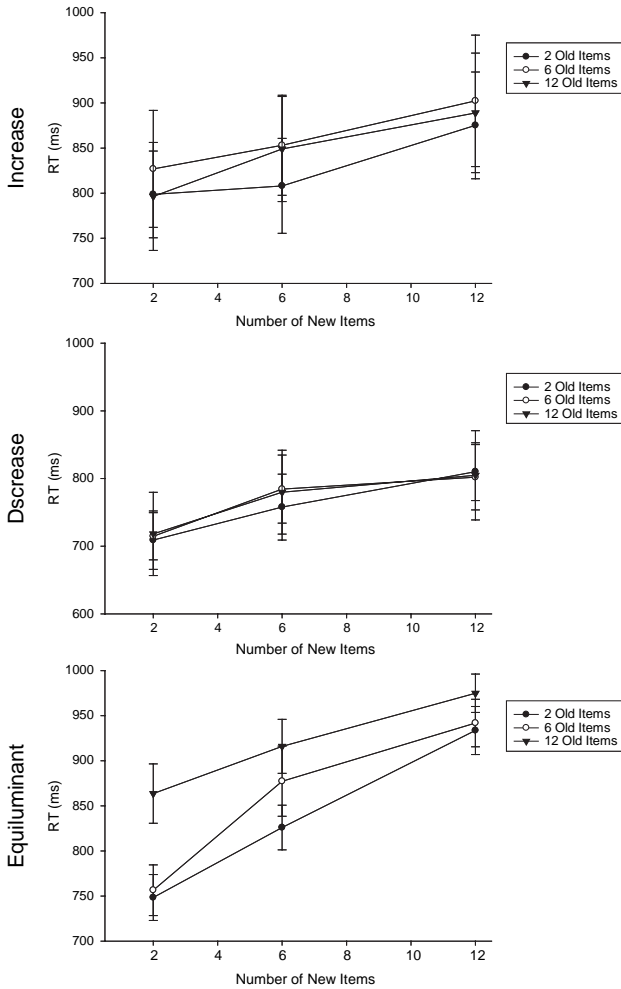 1000
950
900
850
800
750
700
RT (ms)
Increase
2 4 6 8 10 12
Number of New Items
2 Old Items
6 Old Items
12 Old Items
1000
900
800
700
600
RT (ms)
Dscrease
2 4 6 8 10 12
Number of New Items
2 Old Items
6 Old Items
12 Old Items
1000
950
900
850
800
750
700
RT (ms)
Equiluminant
2 4 6 8 10 12
Number of New Items
2 Old Items
6 Old Items
12 Old Items